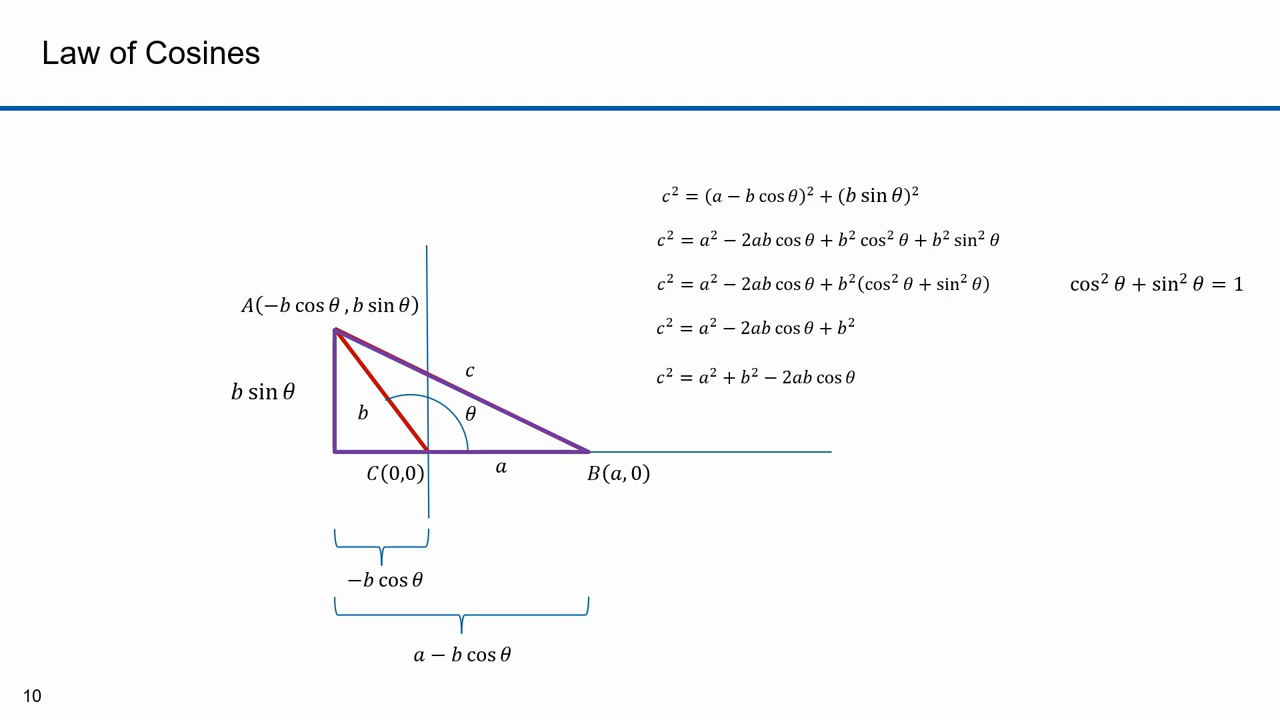 Law of Cosines
c² = (a − b cos θ)² + (b sin θ)²
c² = a² − 2ab cos θ + b² cos² θ + b² sin² θ
c² = a² − 2ab cos θ + b²(cos² θ + sin² θ)
cos² θ + sin² θ = 1
c² = a² − 2ab cos θ + b²
c² = a² + b² − 2ab cos θ
A(−b cos θ , b sin θ)
c
b sin θ
b
θ
C(0,0)
a
B(a, 0)
−b cos θ
a − b cos θ
10